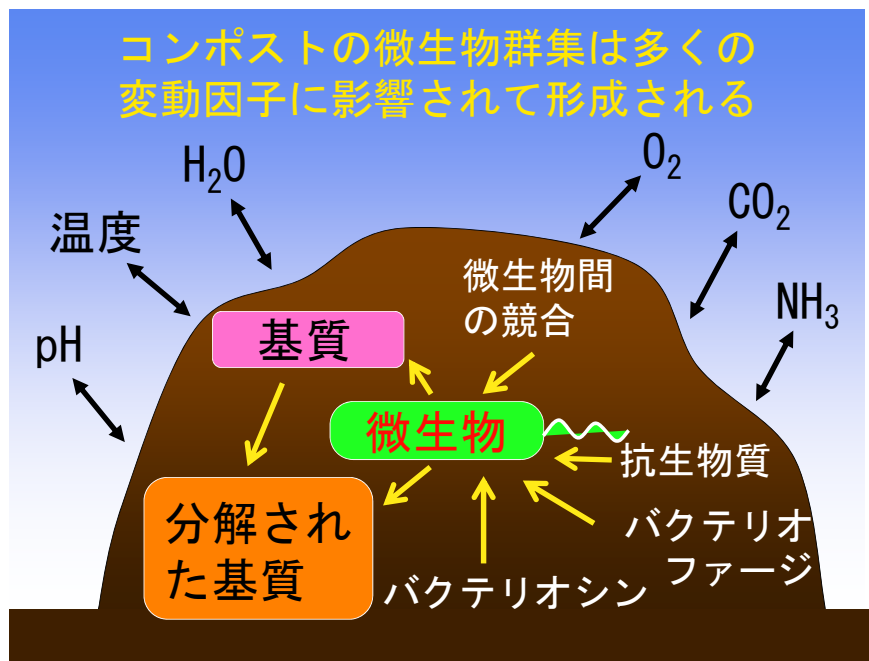 コンポストの微生物群集は多くの
変動因子に影響されて形成される
H₂O
O₂
CO₂
温度
NH₃
pH
微生物間
の競合
基質
微生物
抗生物質
分解され
た基質
バクテリオ
ファージ
バクテリオシン